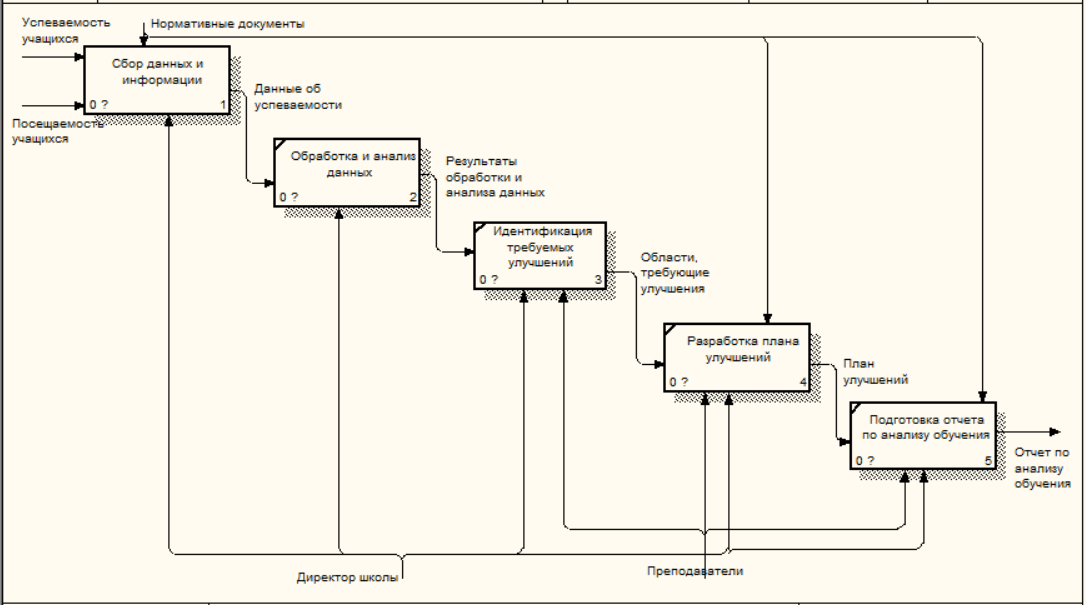 Успеваемость
учащихся
Нормативные документы
Сбор данных и
информации
0 ?
1
Посещаемость
учащихся
Данные об
успеваемости
Обработка и анализ
данных
0 ?
2
Результаты
обработки и
анализа данных
Идентификация
требуемых
улучшений
0 ?
3
Области,
требующие
улучшения
Разработка плана
улучшений
0 ?
4
План
улучшений
Подготовка отчета
по анализу обучения
0 ?
5
Отчет по
анализу
обучения
Директор школы
Преподаватели